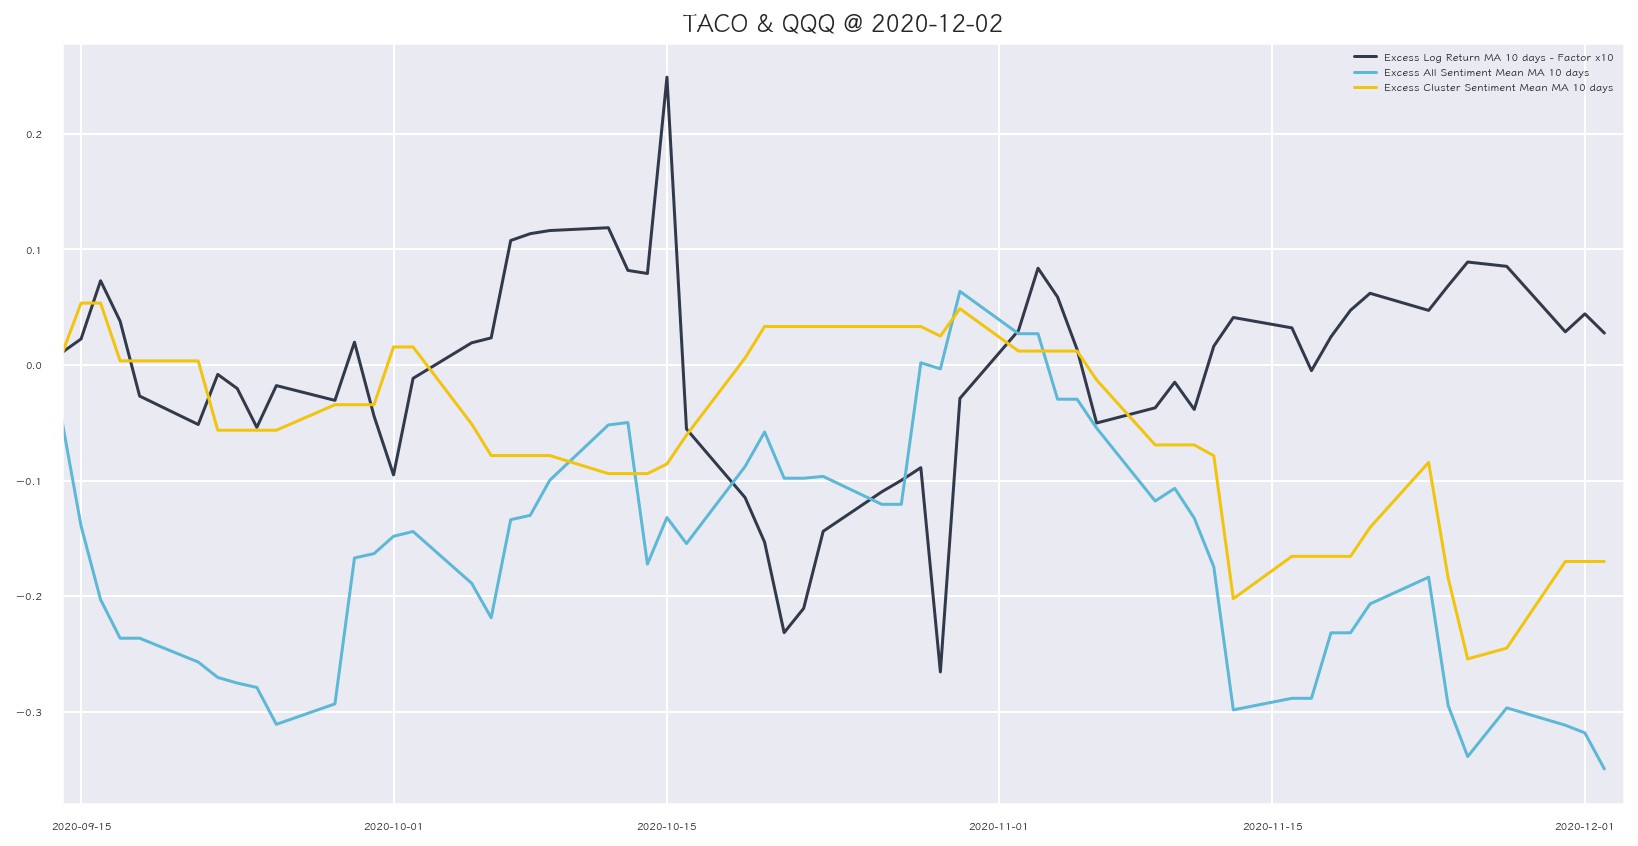 TACO & QQQ @ 2020-12-02
Excess Log Return MA 10 days - Factor x10
Excess All Sentiment Mean MA 10 days
Excess Cluster Sentiment Mean MA 10 days
0.2
0.1
0.0
−0.1
−0.2
−0.3
2020-09-15 2020-10-01 2020-10-15 2020-11-01 2020-11-15 2020-12-01